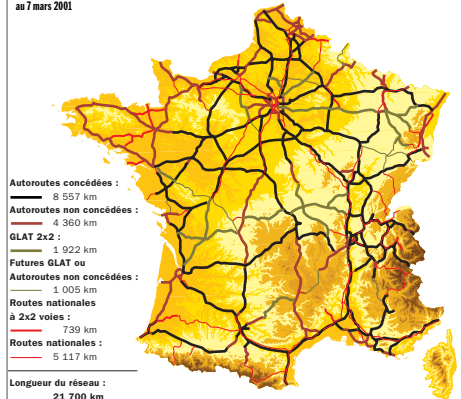 au 7 mars 2001
Autoroutes concédées :
8 557 km
Autoroutes non concédées :
4 360 km
GLAT 2x2 :
1 922 km
Futures GLAT ou
Autoroutes non concédées :
1 005 km
Routes nationales
à 2x2 voies :
739 km
Routes nationales :
5 117 km
Longueur du réseau :
21 700 km